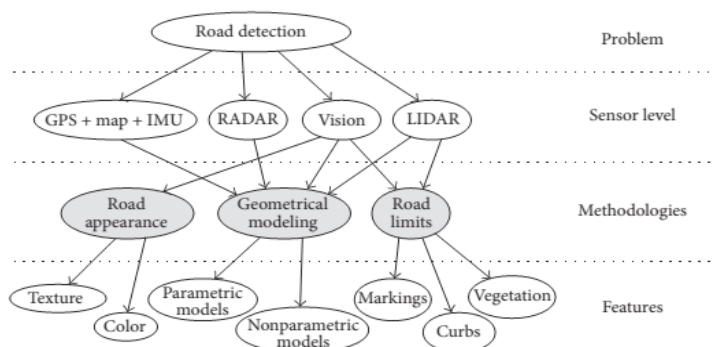 Road detection
Problem
GPS + map + IMU
RADAR
Vision
LIDAR
Sensor level
Road
appearance
Geometrical
modeling
Road
limits
Methodologies
Texture
Color
Parametric
models
Nonparametric
models
Markings
Curbs
Vegetation
Features